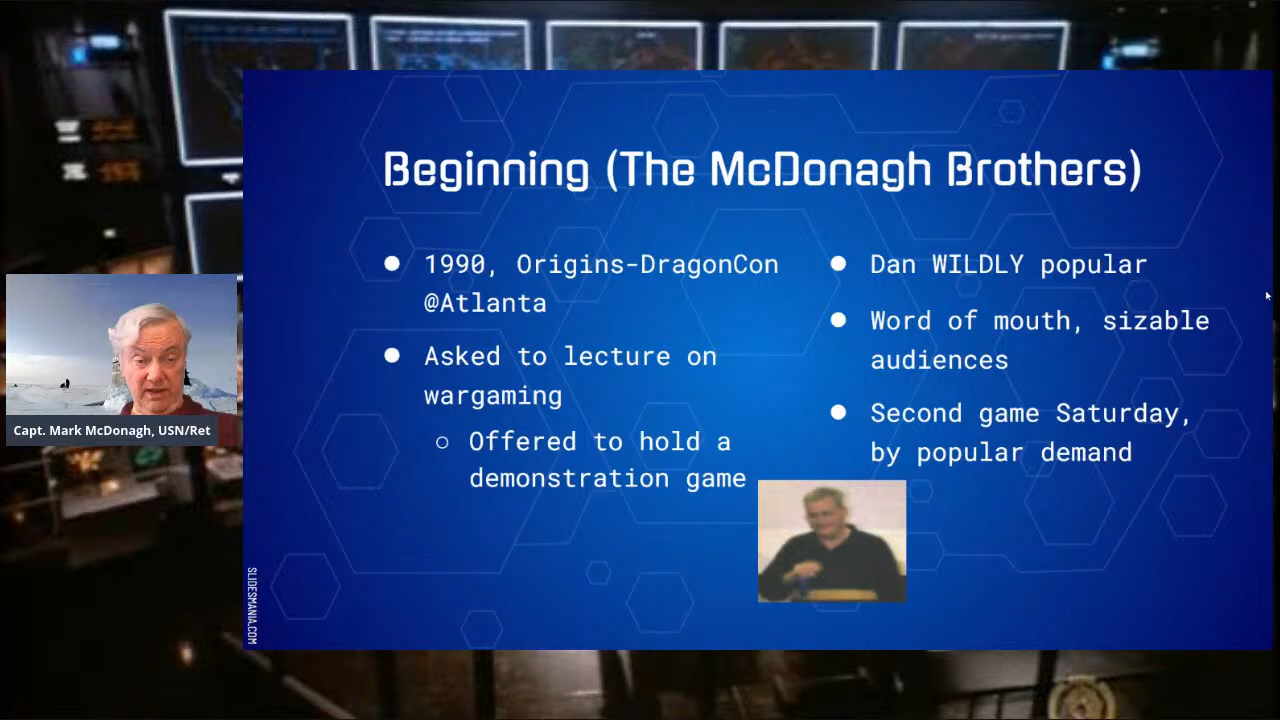 Beginning (The McDonagh Brothers)
● 1990, Origins-DragonCon
@Atlanta
● Asked to lecture on
wargaming
○ Offered to hold a
demonstration game
● Dan WILDLY popular
● Word of mouth, sizable
audiences
● Second game Saturday,
by popular demand
Capt. Mark McDonagh, USN/Ret
SLIDESMANIA.COM